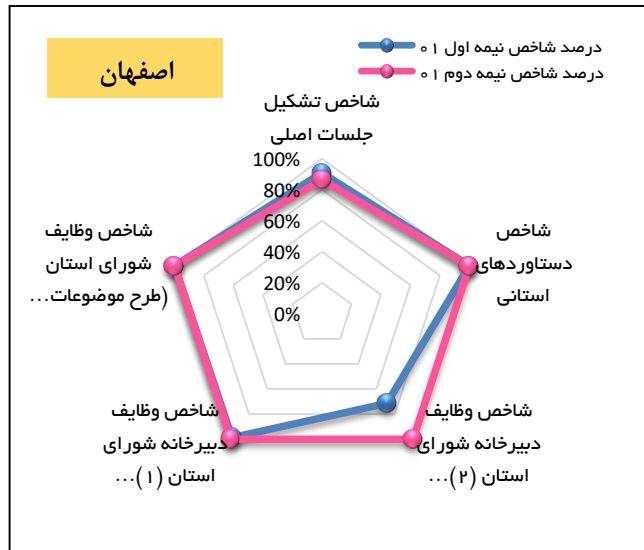 اصفهان
درصد شاخص نیمه اول ۰۱
درصد شاخص نیمه دوم ۰۱
شاخص تشکیل
جلسات اصلی
100%
80%
60%
40%
20%
0%
شاخص
دستاوردهای
استانی
شاخص وظایف
دبیرخانه شورای
استان (۲)...
شاخص وظایف
دبیرخانه شورای
استان (۱)...
شاخص وظایف
شورای استان
(طرح موضوعات...